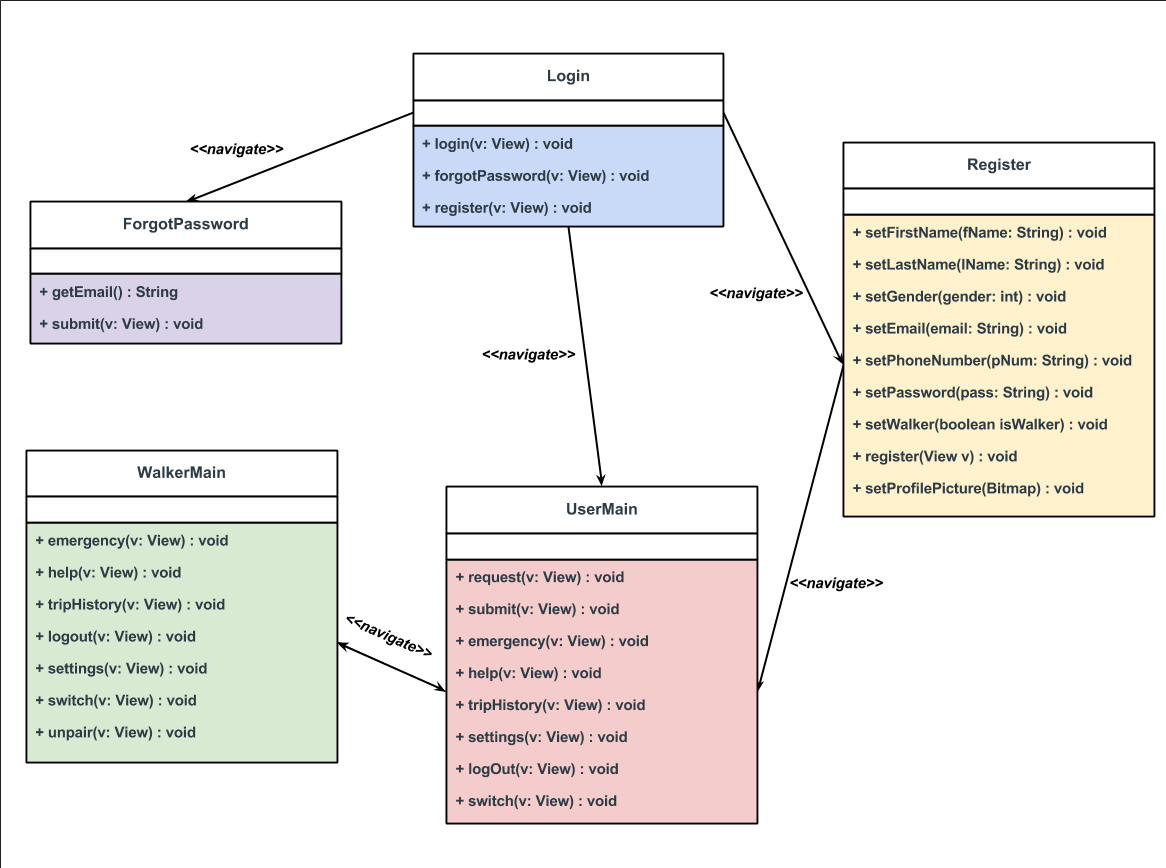 Login
+ login(v: View) : void
+ forgotPassword(v: View) : void
+ register(v: View) : void
<<navigate>>
ForgotPassword
+ getEmail() : String
+ submit(v: View) : void
<<navigate>>
Register
+ setFirstName(fName: String) : void
+ setLastName(lName: String) : void
+ setGender(gender: int) : void
+ setEmail(email: String) : void
+ setPhoneNumber(pNum: String) : void
+ setPassword(pass: String) : void
+ setWalker(boolean isWalker) : void
+ register(View v) : void
+ setProfilePicture(Bitmap) : void
<<navigate>>
WalkerMain
+ emergency(v: View) : void
+ help(v: View) : void
+ tripHistory(v: View) : void
+ logout(v: View) : void
+ settings(v: View) : void
+ switch(v: View) : void
+ unpair(v: View) : void
<<navigate>>
UserMain
+ request(v: View) : void
+ submit(v: View) : void
+ emergency(v: View) : void
+ help(v: View) : void
+ tripHistory(v: View) : void
+ settings(v: View) : void
+ logOut(v: View) : void
+ switch(v: View) : void
<<navigate>>